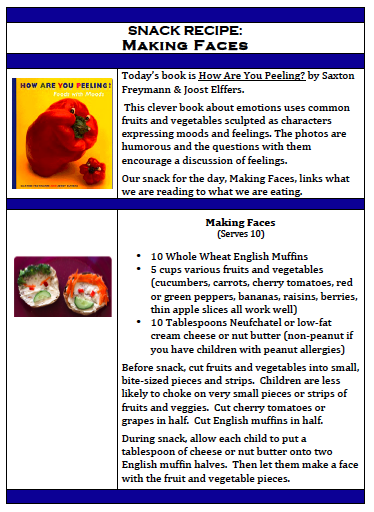 SNACK RECIPE:
MAKING FACES
HOW ARE YOU PEELING?
Foods with Moods
Today's book is How Are You Peeling? by Saxton
Freymann & Joost Elffers.
This clever book about emotions uses common
fruits and vegetables sculpted as characters
expressing moods and feelings. The photos are
humorous and the questions with them
encourage a discussion of feelings.
Our snack for the day, Making Faces, links what
we are reading to what we are eating.
Making Faces
(Serves 10)
• 10 Whole Wheat English Muffins
• 5 cups various fruits and vegetables
(cucumbers, carrots, cherry tomatoes, red
or green peppers, bananas, raisins, berries,
thin apple slices all work well)
• 10 Tablespoons Neufchatel or low-fat
cream cheese or nut butter (non-peanut if
you have children with peanut allergies)
Before snack, cut fruits and vegetables into small,
bite-sized pieces and strips. Children are less
likely to choke on very small pieces or strips of
fruits and veggies. Cut cherry tomatoes or
grapes in half. Cut English muffins in half.
During snack, allow each child to put a
tablespoon of cheese or nut butter onto two
English muffin halves. Then let them make a face
with the fruit and vegetable pieces.